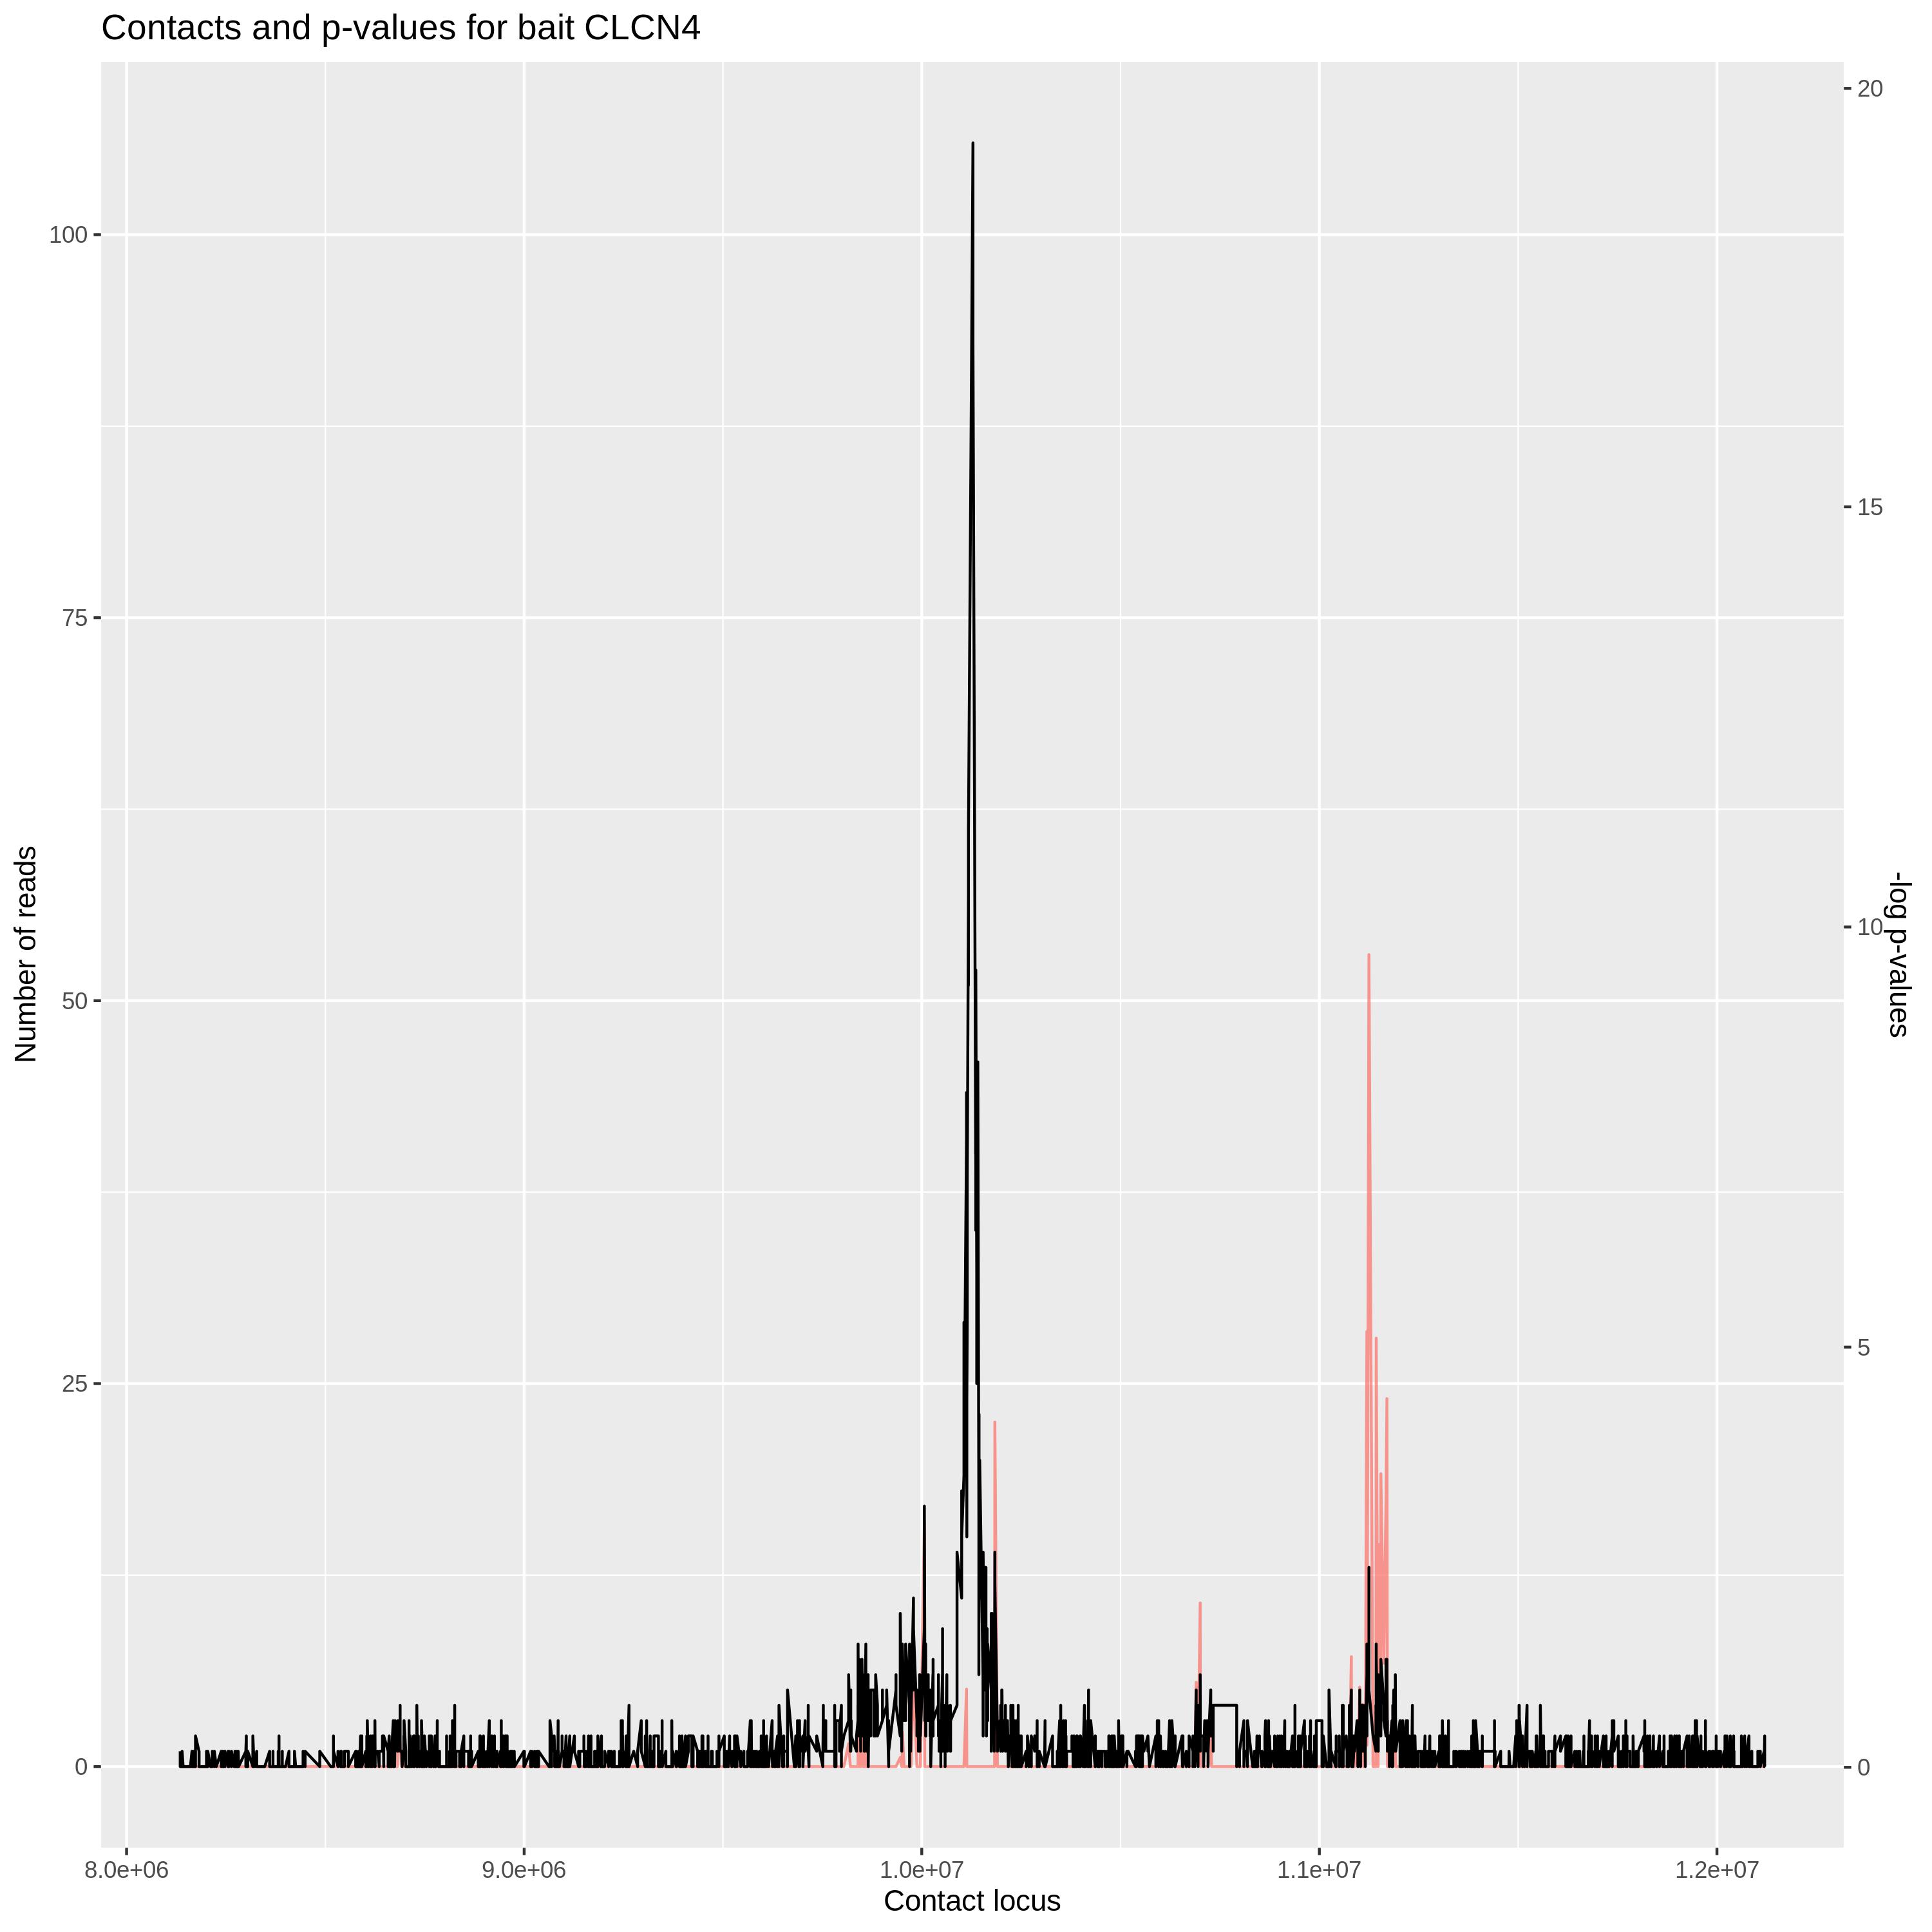 Contacts and p-values for bait CLCN4
Number of reads
100
75
50
25
0
20
15
10
5
0
-log p-values
8.0e+06 9.0e+06 1.0e+07 1.1e+07 1.2e+07
Contact locus